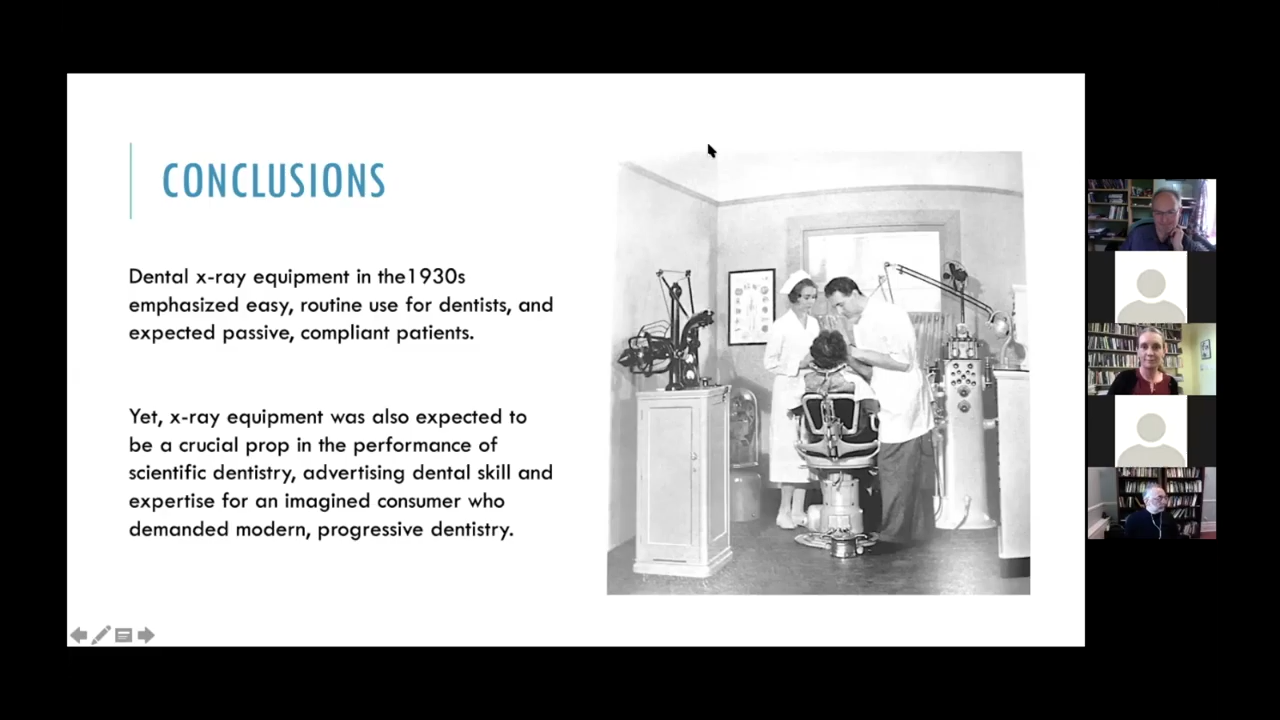 CONCLUSIONS
Dental x-ray equipment in the1930s
emphasized easy, routine use for dentists, and
expected passive, compliant patients.
Yet, x-ray equipment was also expected to
be a crucial prop in the performance of
scientific dentistry, advertising dental skill and
expertise for an imagined consumer who
demanded modern, progressive dentistry.